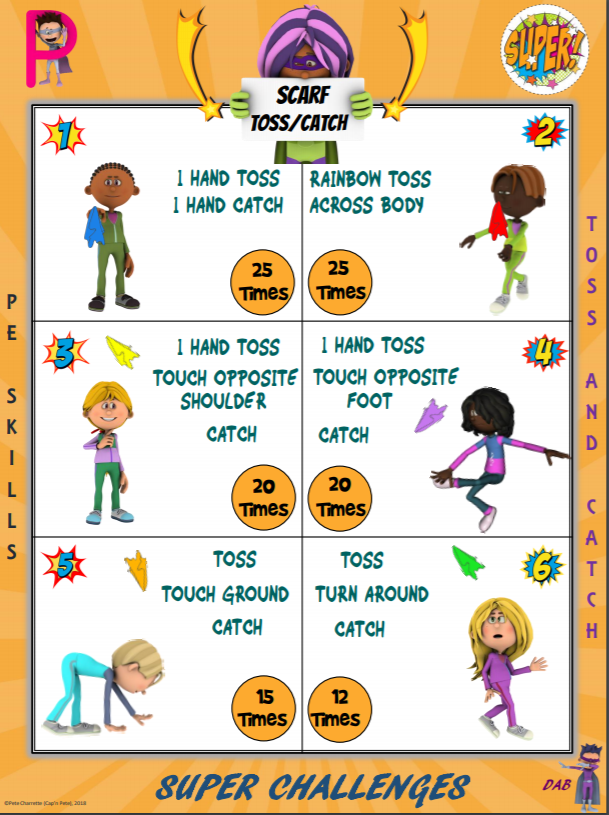 P
SUPER!
SCARF
TOSS/CATCH
1
1 HAND TOSS
1 HAND CATCH
25
Times
2
RAINBOW TOSS
ACROSS BODY
25
Times
3
1 HAND TOSS
TOUCH OPPOSITE
SHOULDER
CATCH
20
Times
4
1 HAND TOSS
TOUCH OPPOSITE
FOOT
CATCH
20
Times
5
TOSS
TOUCH GROUND
CATCH
15
Times
6
TOSS
TURN AROUND
CATCH
12
Times
PE SKILLS
TOSS AND CATCH
SUPER CHALLENGES
DAB
©Pete Charrette (Cap'n Pete), 2018